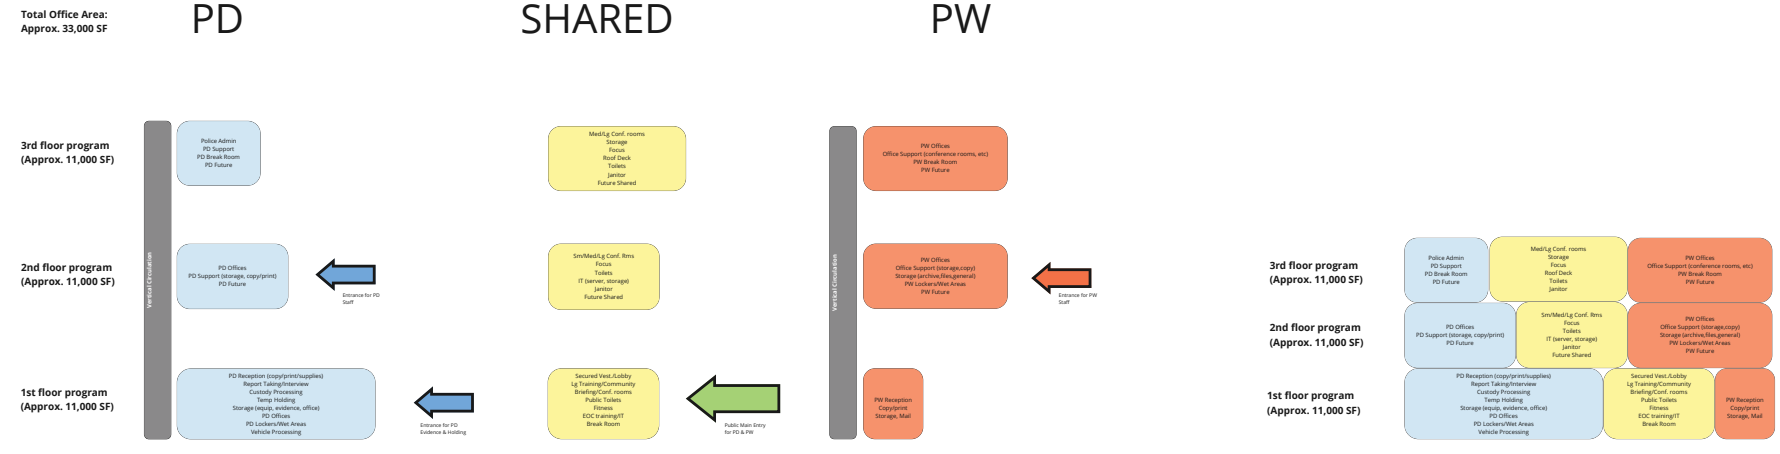 Total Office Area:
Approx. 33,000 SF
PD
SHARED
PW
3rd floor program
(Approx. 11,000 SF)
Police Admin
PD Support
PD Break Room
PD Future
Med/Lg Conf. rooms
Storage
Focus
Roof Deck
Toilets
Janitor
Future Shared
PW Offices
Office Support (conference rooms, etc)
PW Break Room
PW Future
2nd floor program
(Approx. 11,000 SF)
Vertical Circulation
PD Offices
PD Support (storage, copy/print)
PD Future
Entrance for PD
Staff
Sm/Med/Lg Conf. Rms
Focus
Toilets
IT (server, storage)
Janitor
Future Shared
Vertical Circulation
PW Offices
Office Support (storage,copy)
Storage (archive,files,general)
PW Lockers/Wet Areas
PW Future
Entrance for PW
Staff
1st floor program
(Approx. 11,000 SF)
PD Reception (copy/print/supplies)
Report Taking/Interview
Custody Processing
Temp Holding
Storage (equip, evidence, office)
PD Offices
PD Lockers/Wet Areas
Vehicle Processing
Entrance for PD
Evidence & Holding
Secured Vest./Lobby
Lg Training/Community
Briefing/Conf. rooms
Public Toilets
Fitness
EOC training/IT
Break Room
Public Main Entry
for PD & PW
PW Reception
Copy/print
Storage, Mail
3rd floor program
(Approx. 11,000 SF)
Police Admin
PD Support
PD Break Room
PD Future
Med/Lg Conf. rooms
Storage
Focus
Roof Deck
Toilets
Janitor
PW Offices
Office Support (conference rooms, etc)
PW Break Room
PW Future
2nd floor program
(Approx. 11,000 SF)
PD Offices
PD Support (storage, copy/print)
PD Future
Sm/Med/Lg Conf. Rms
Focus
Toilets
IT (server, storage)
Janitor
Future Shared
PW Offices
Office Support (storage,copy)
Storage (archive,files,general)
PW Lockers/Wet Areas
PW Future
1st floor program
(Approx. 11,000 SF)
PD Reception (copy/print/supplies)
Report Taking/Interview
Custody Processing
Temp Holding
Storage (equip, evidence, office)
PD Offices
PD Lockers/Wet Areas
Vehicle Processing
Secured Vest./Lobby
Lg Training/Community
Briefing/Conf. rooms
Public Toilets
Fitness
EOC training/IT
Break Room
PW Reception
Copy/print
Storage, Mail